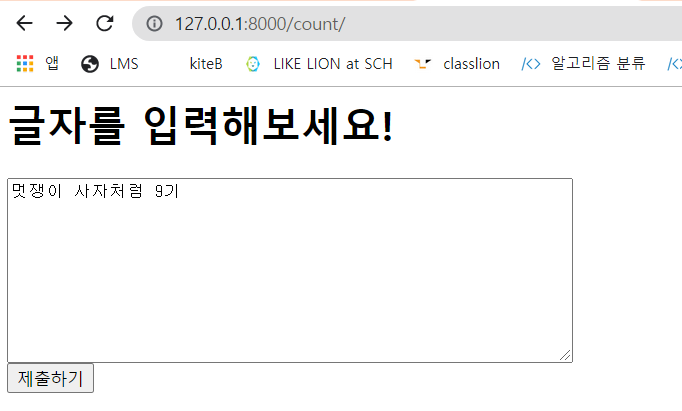 127.0.0.1:8000/count/
앱 LMS kiteB LIKE LION at SCH classlion 알고리즘 분류
글자를 입력해보세요!
멋쟁이 사자처럼 9기
제출하기